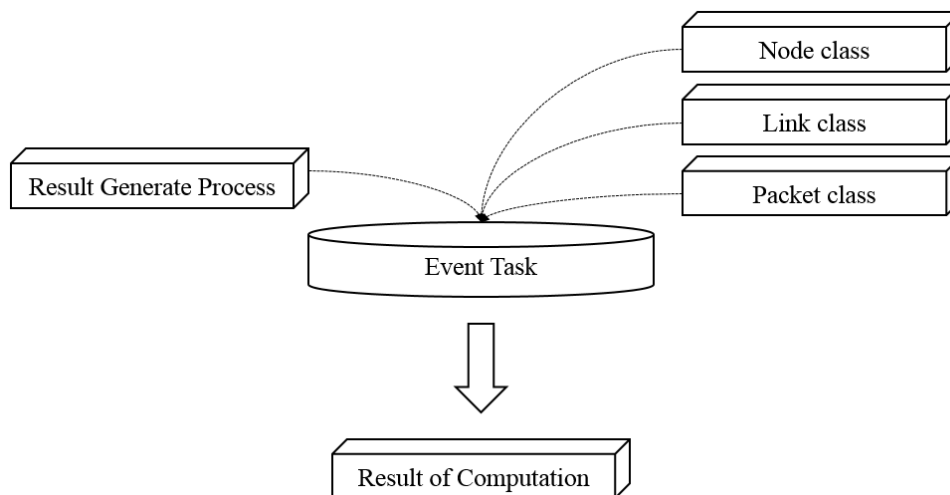 Node class
Link class
Result Generate Process
Packet class
Event Task
Result of Computation